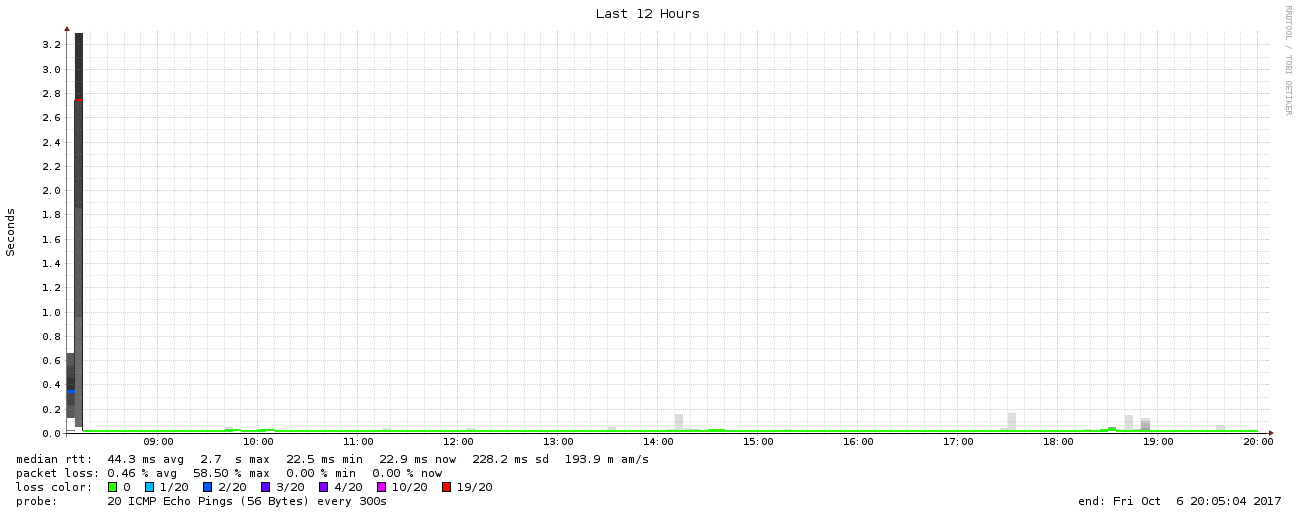 Last 12 Hours
RRDTOOL / TOBI OETIKER
Seconds
3.2
3.0
2.8
2.6
2.4
2.2
2.0
1.8
1.6
1.4
1.2
1.0
0.8
0.6
0.4
0.2
0.0
09:00 10:00 11:00 12:00 13:00 14:00 15:00 16:00 17:00 18:00 19:00 20:00
median rtt: 44.3 ms avg 2.7 s max 22.5 ms min 22.9 ms now 228.2 ms sd 193.9 m am/s
packet loss: 0.46 % avg 58.50 % max 0.00 % min 0.00 % now
loss color: 0 1/20 2/20 3/20 4/20 10/20 19/20
probe: 20 ICMP Echo Pings (56 Bytes) every 300s end: Fri Oct 6 20:05:04 2017